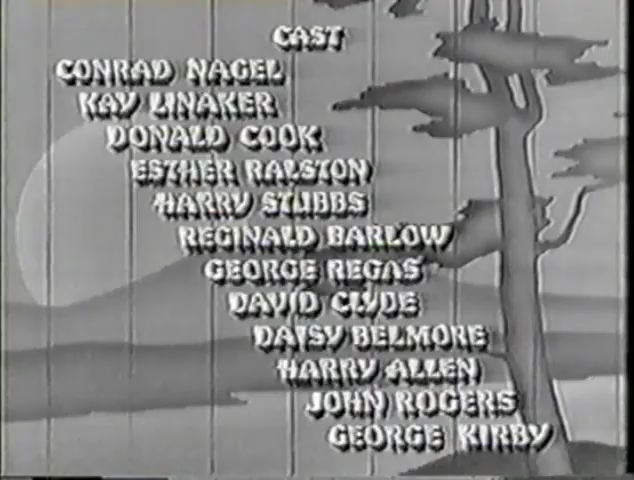 CAST
CONRAD NAGEL
KAY LINAKER
DONALD COOK
ESTHER RALSTON
HARRY STUBBS
REGINALD BARLOW
GEORGE REGAS
DAVID CLYDE
DAISY BELMORE
HARRY ALLEN
JOHN ROGERS
GEORGE KIRBY